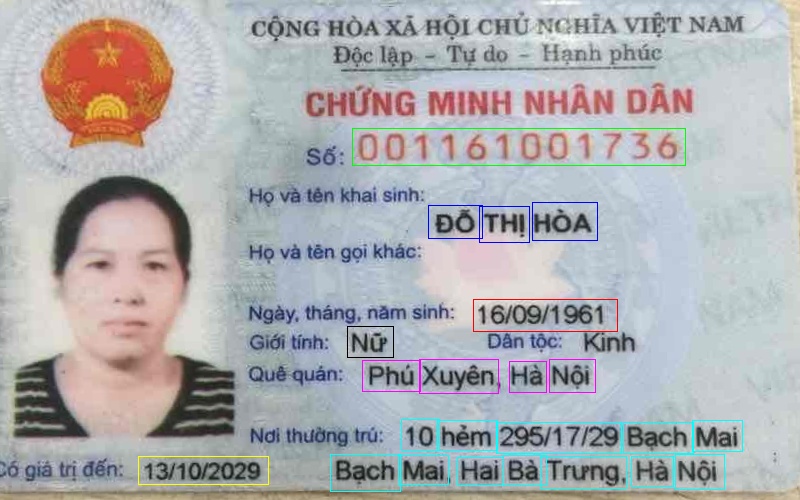 CỘNG HÒA XÃ HỘI CHỦ NGHĨA VIỆT NAM
Độc lập - Tự do - Hạnh phúc
CHỨNG MINH NHÂN DÂN
Số: 001161001736
Họ và tên khai sinh:
ĐỖ THỊ HÒA
Họ và tên gọi khác:
Ngày, tháng, năm sinh: 16/09/1961
Giới tính: Nữ Dân tộc: Kinh
Quê quán: Phú Xuyên, Hà Nội
Nơi thường trú: 10 hẻm 295/17/29 Bạch Mai
Có giá trị đến: 13/10/2029 Bạch Mai, Hai Bà Trưng, Hà Nội